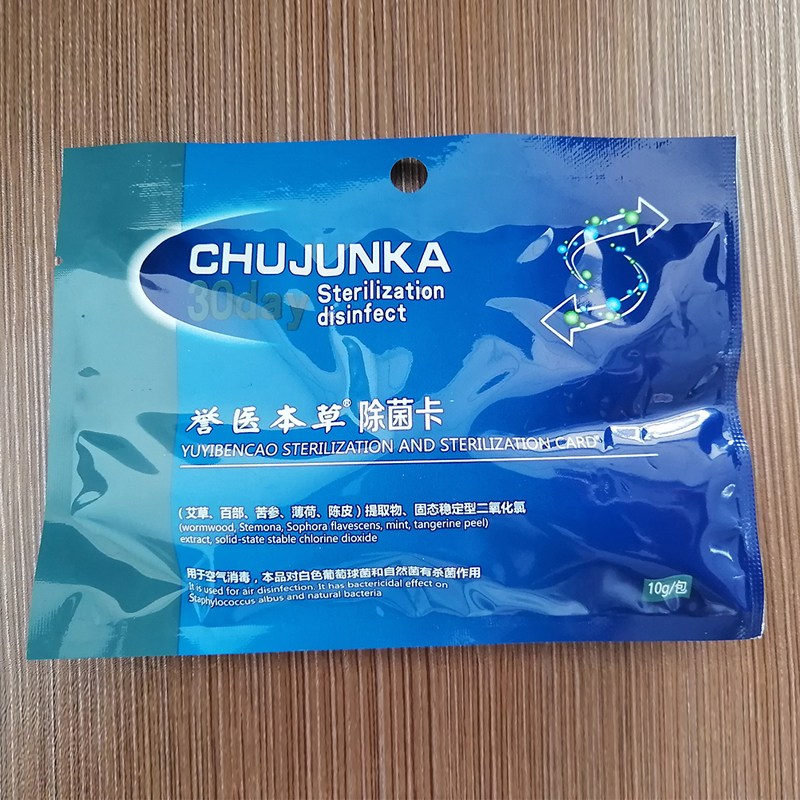 CHUJUNKA
30day
Sterilization
disinfect
誉医本草® 除菌卡
YUYIBENCAO STERILIZATION AND STERILIZATION CARD
(艾草、百部、苦参、薄荷、陈皮)提取物、固态稳定型二氧化氯
(wormwood, Stemona, Sophora flavescens, mint, tangerine peel)
extract, solid-state stable chlorine dioxide
用于空气消毒，本品对白色葡萄球菌和自然菌有杀菌作用
It is used for air disinfection. It has bactericidal effect on
Staphylococcus albus and natural bacteria
10g/包